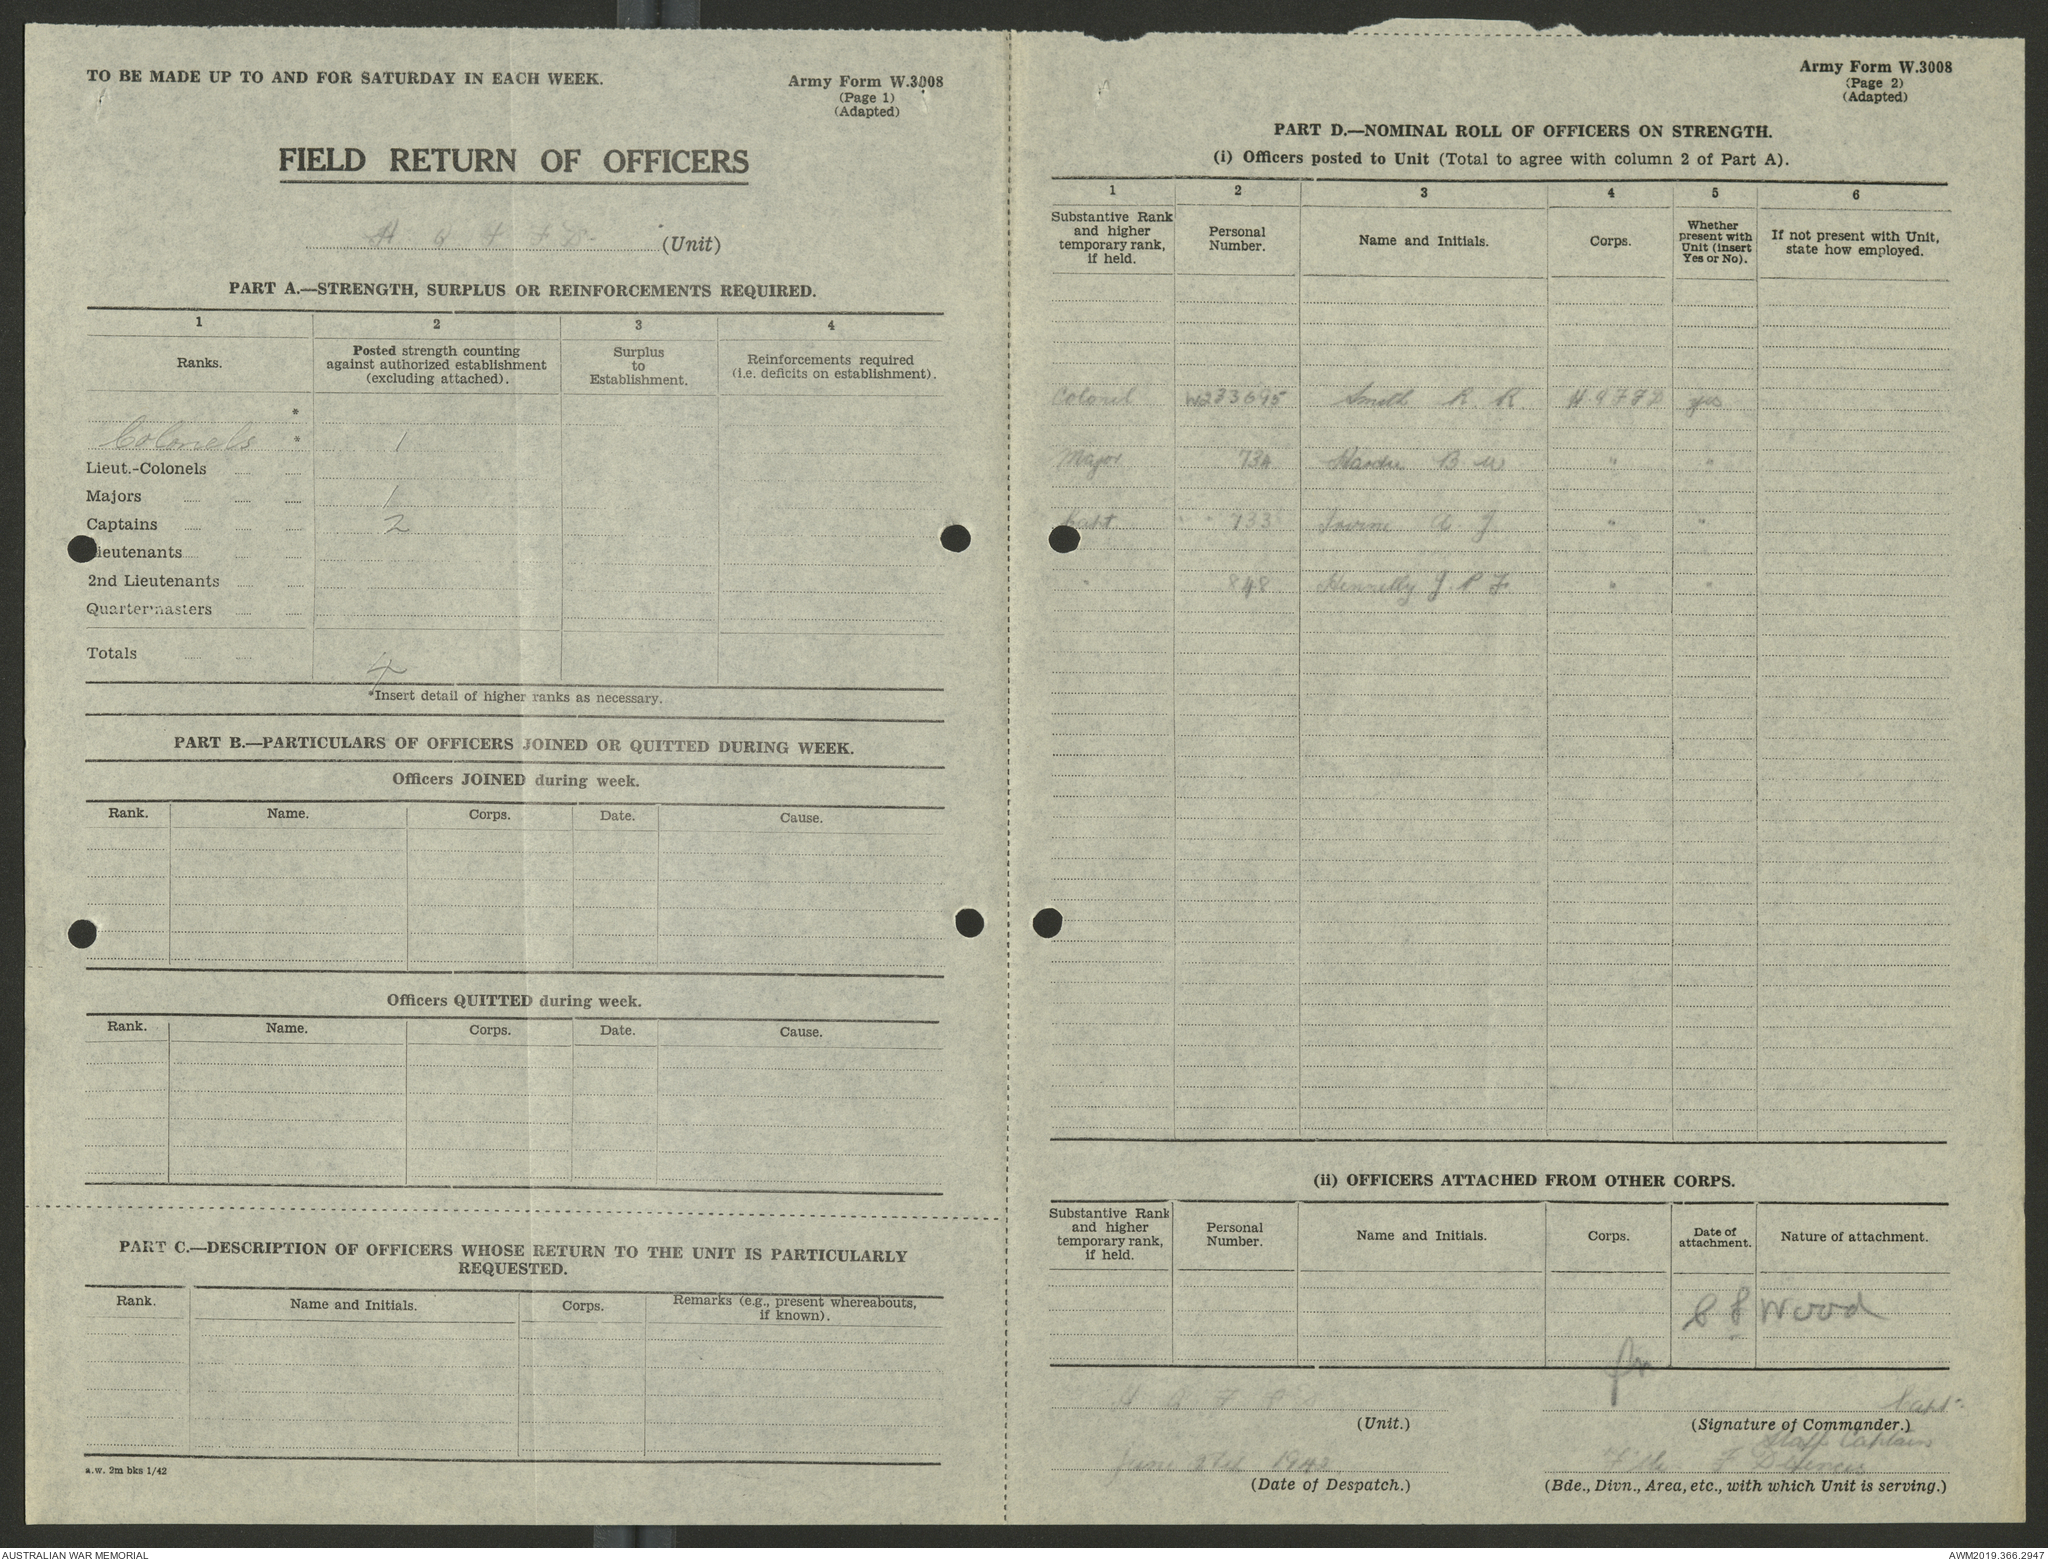 TO BE MADE UP TO AND FOR SATURDAY IN EACH WEEK.
Army Form W.3008
(Page 1)
(Adapted)
FIELD RETURN OF OFFICERS
H Q F F D. (Unit)
PART A.—STRENGTH, SURPLUS OR REINFORCEMENTS REQUIRED.
1 2 3 4
Ranks. Posted strength counting against authorized establishment (excluding attached). Surplus to Establishment. Reinforcements required (i.e. deficits on establishment).
*
Colonels * 1
Lieut.-Colonels
Majors 1
Captains 2
Lieutenants
2nd Lieutenants
Quartermasters
Totals 4
*Insert detail of higher ranks as necessary.
PART B.—PARTICULARS OF OFFICERS JOINED OR QUITTED DURING WEEK.
Officers JOINED during week.
Rank. Name. Corps. Date. Cause.
Officers QUITTED during week.
Rank. Name. Corps. Date. Cause.
PART C.—DESCRIPTION OF OFFICERS WHOSE RETURN TO THE UNIT IS PARTICULARLY
REQUESTED.
Rank. Name and Initials. Corps. Remarks (e.g., present whereabouts, if known).
a.w. 2m bks 1/42
Army Form W.3008
(Page 2)
(Adapted)
PART D.—NOMINAL ROLL OF OFFICERS ON STRENGTH.
(i) Officers posted to Unit (Total to agree with column 2 of Part A).
1 2 3 4 5 6
Substantive Rank and higher temporary rank, if held. Personal Number. Name and Initials. Corps. Whether present with Unit (insert Yes or No). If not present with Unit, state how employed.
Colonel W233695 Smith R. R. H Q F F D yes
Major 734 B W " "
Capt " " 733 Irvine A J " "
" 848 Kennelly J. P F " "
(ii) OFFICERS ATTACHED FROM OTHER CORPS.
Substantive Rank and higher temporary rank, if held. Personal Number. Name and Initials. Corps. Date of attachment. Nature of attachment.
Wood
for
H Q F (Unit.)
Capt.
(Signature of Commander.)
Staff Captain
June 1942
(Date of Despatch.)
F Defences
(Bde., Divn., Area, etc., with which Unit is serving.)
AUSTRALIAN WAR MEMORIAL
AWM2019.366.2947